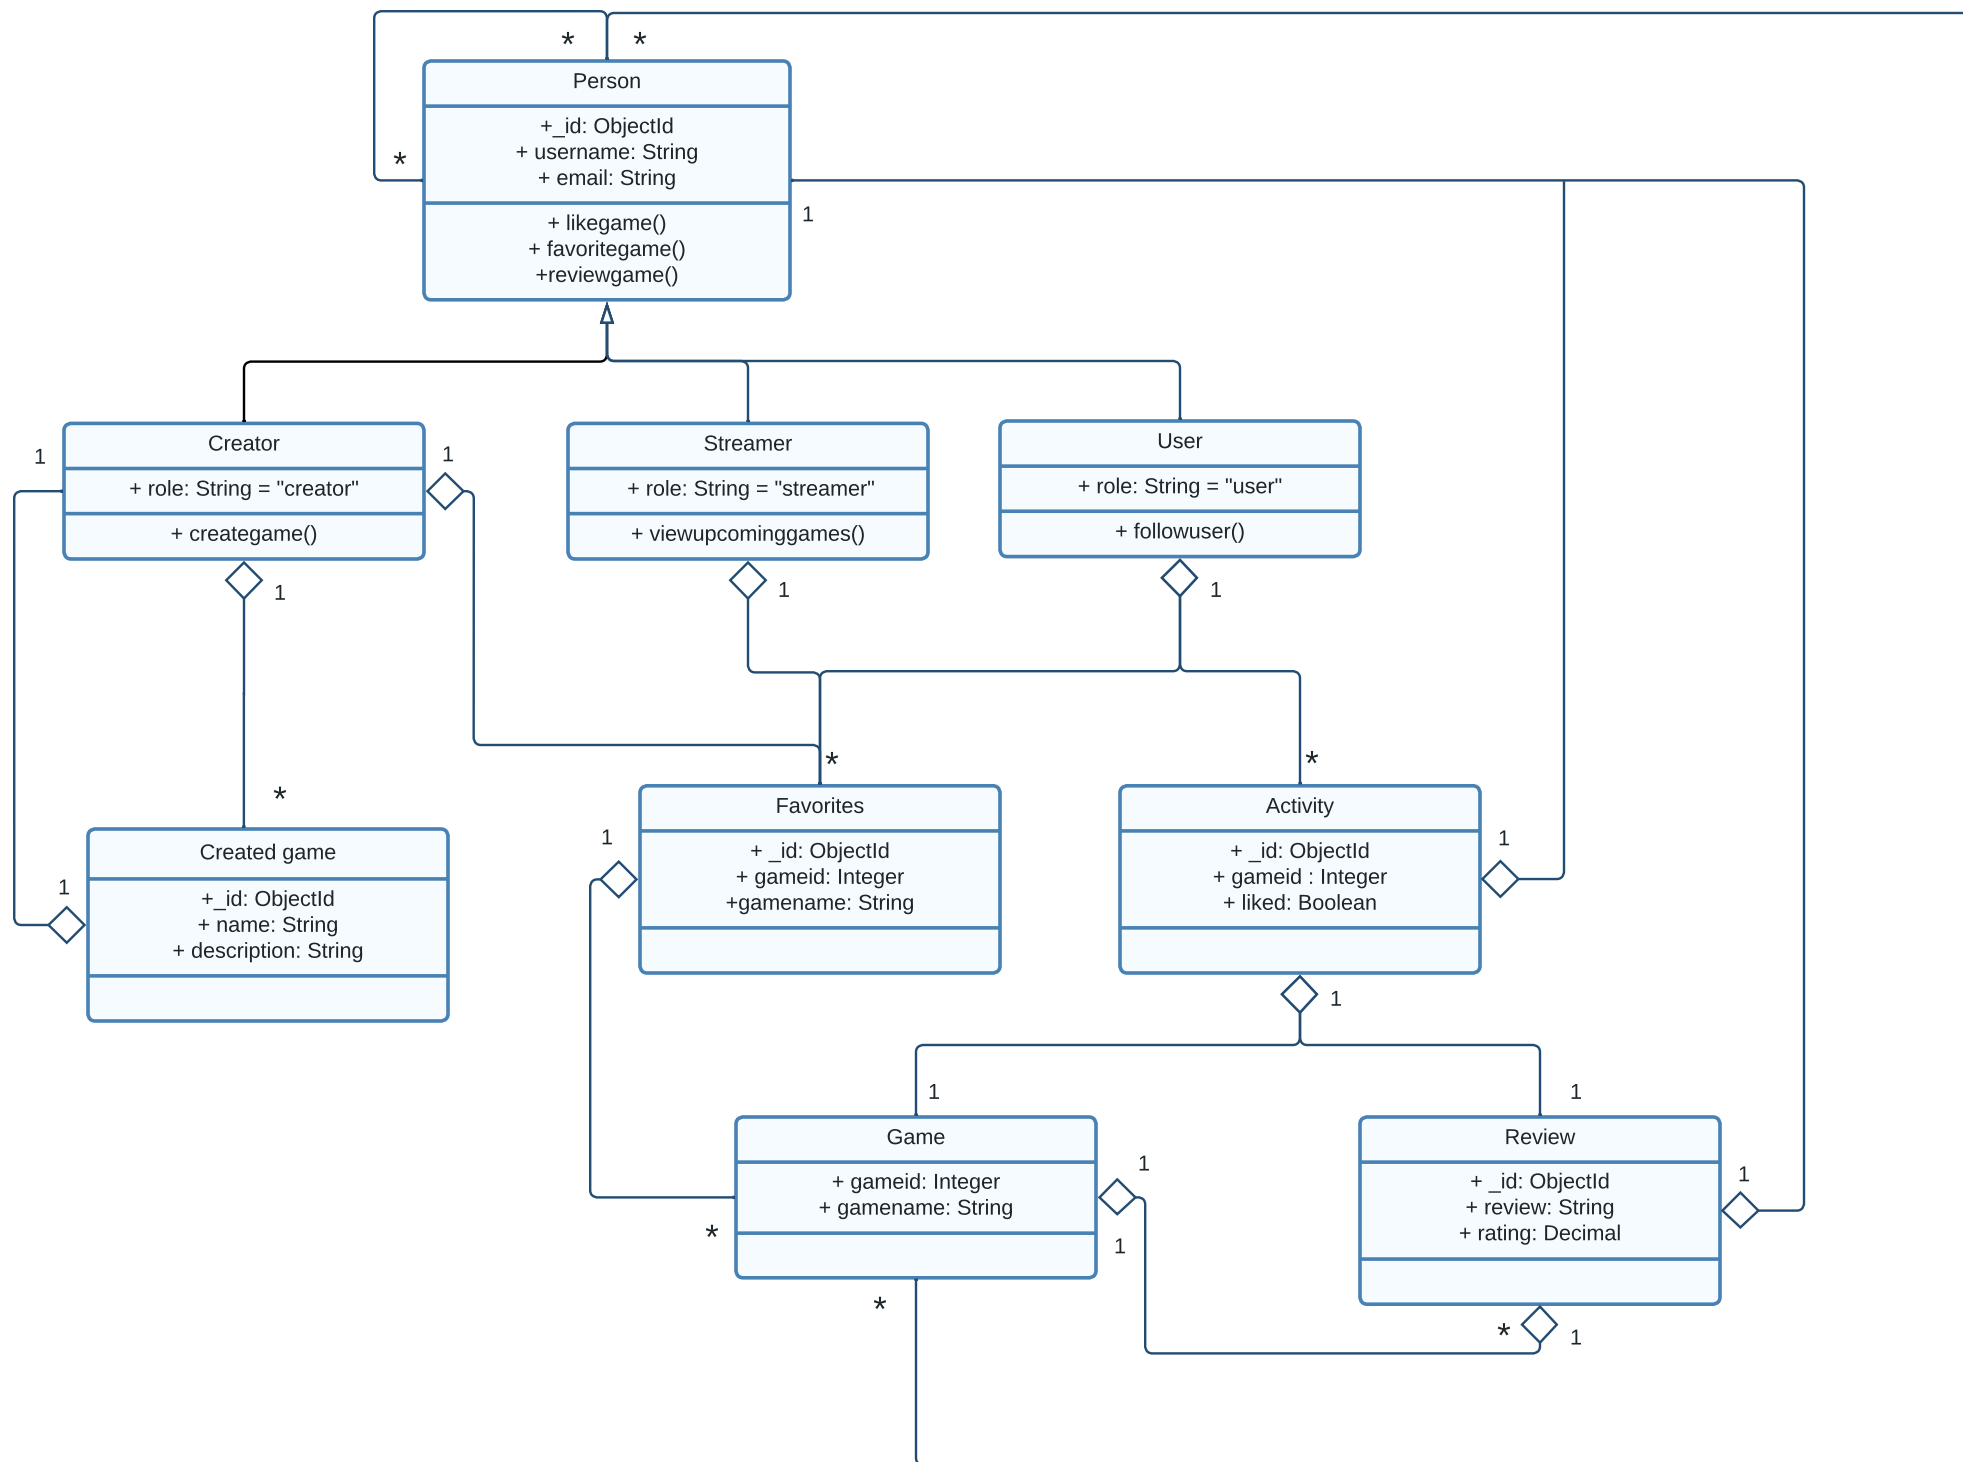 * *
Person
+_id: ObjectId
+ username: String
+ email: String
*
+ likegame()
+ favoritegame()
+reviewgame()
1
Creator
+ role: String = "creator"
+ creategame()
1
1
1
Streamer
+ role: String = "streamer"
+ viewupcominggames()
1
User
+ role: String = "user"
+ followuser()
1
*
Created game
+_id: ObjectId
+ name: String
+ description: String
1
*
Favorites
+ _id: ObjectId
+ gameid: Integer
+gamename: String
1
*
Activity
+ _id: ObjectId
+ gameid : Integer
+ liked: Boolean
1
1
1
Game
+ gameid: Integer
+ gamename: String
1
1
*
*
1
Review
+ _id: ObjectId
+ review: String
+ rating: Decimal
1
*
1